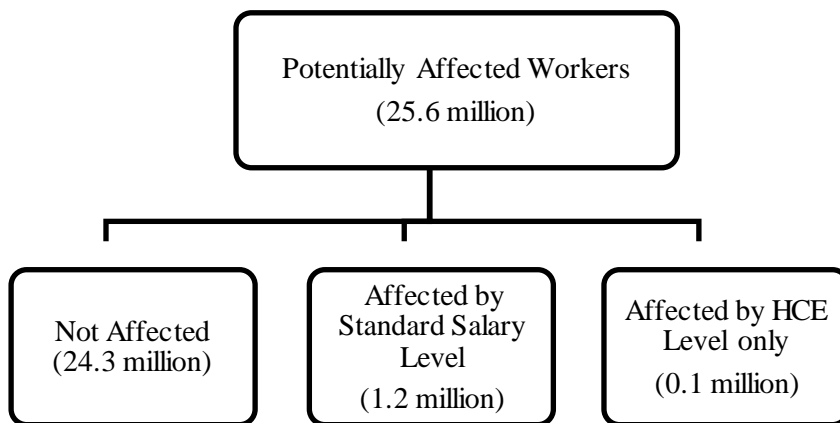 Potentially Affected Workers
(25.6 million)
Not Affected
(24.3 million)
Affected by
Standard Salary
Level
(1.2 million)
Affected by HCE
Level only
(0.1 million)